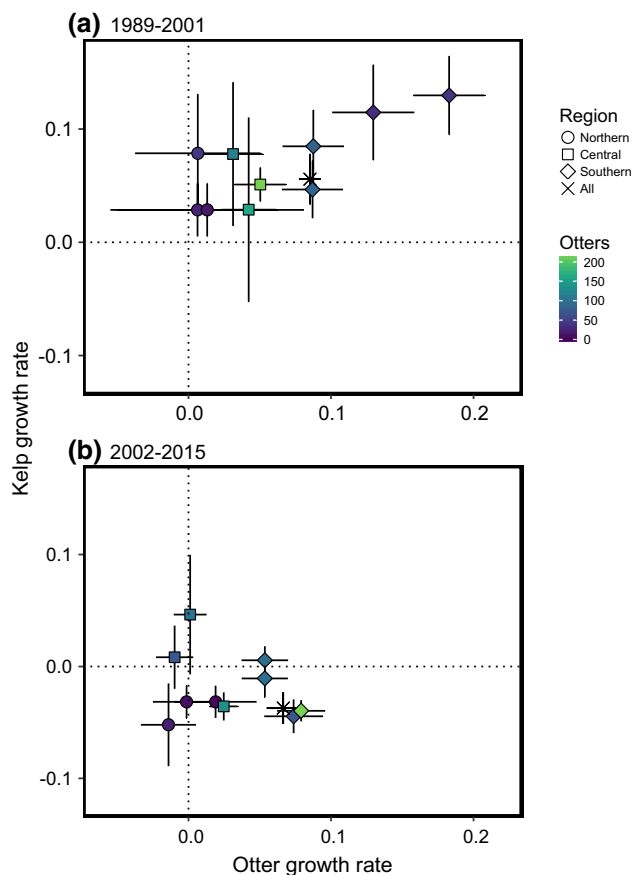 (a) 1989-2001
0.1
0.0
-0.1
0.0 0.1 0.2
Region
Northern
Central
Southern
All
Otters
200
150
100
50
0
Kelp growth rate
(b) 2002-2015
0.1
0.0
-0.1
0.0 0.1 0.2
Otter growth rate